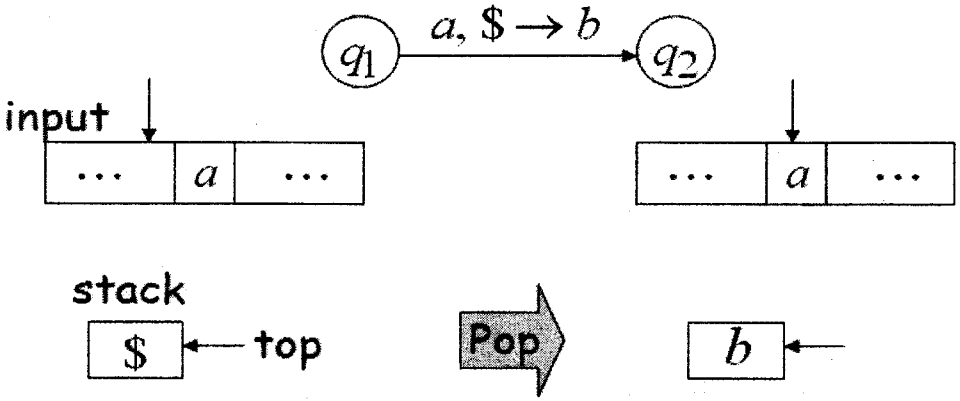 a, $ → b
q1 q2
input
... a ... ... a ...
stack
$ top Pop b